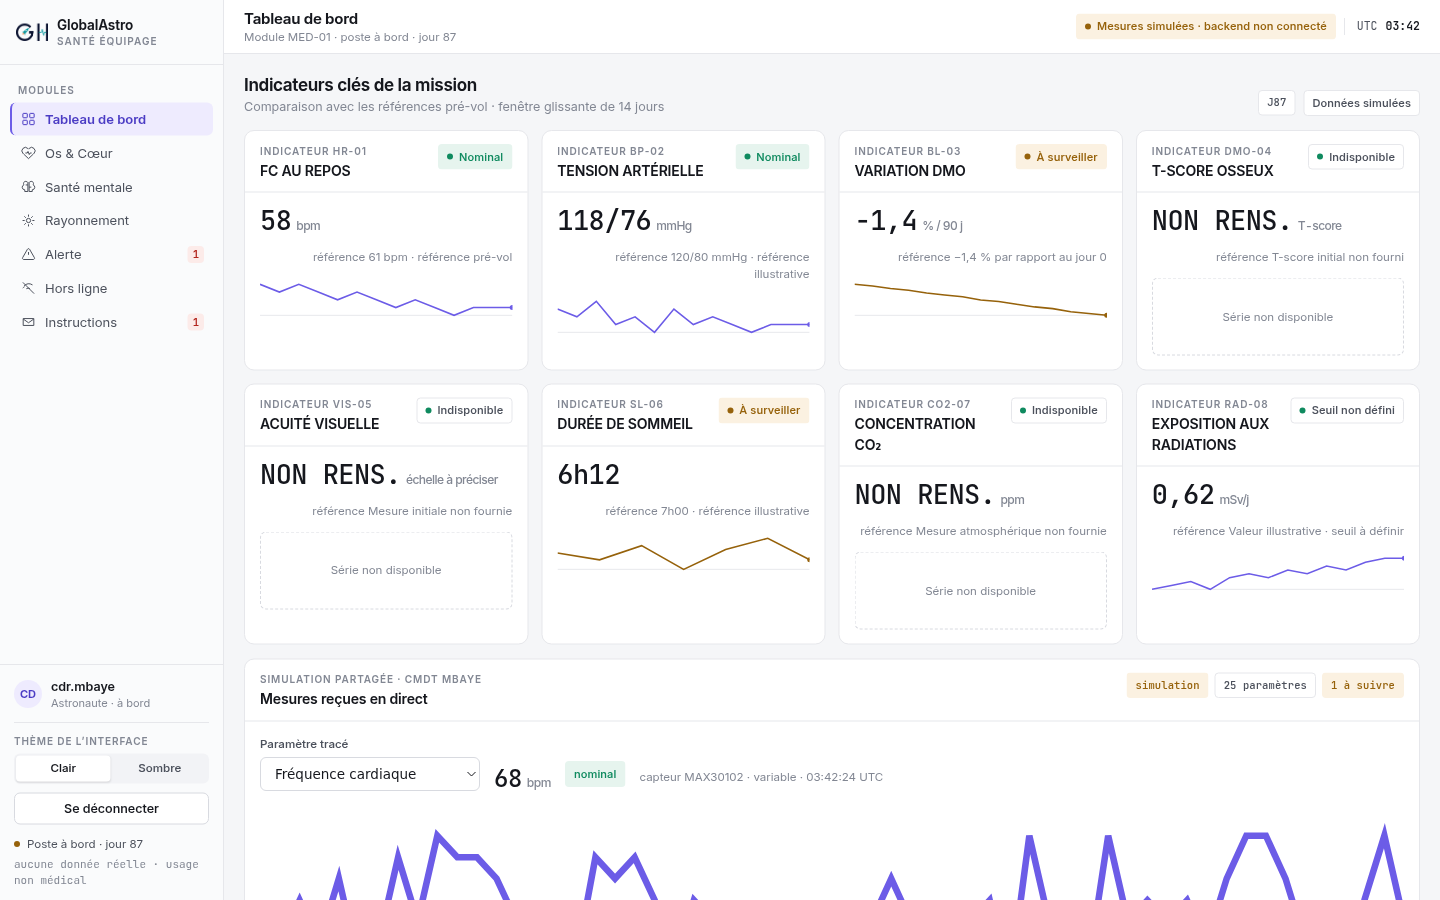 GH
GlobalAstro
SANTÉ ÉQUIPAGE
MODULES
Tableau de bord
Os & Cœur
Santé mentale
Rayonnement
Alerte 1
Hors ligne
Instructions 1
CD
cdr.mbaye
Astronaute · à bord
THÈME DE L'INTERFACE
Clair Sombre
Se déconnecter
Poste à bord · jour 87
aucune donnée réelle · usage
non médical
Tableau de bord
Module MED-01 · poste à bord · jour 87
Mesures simulées · backend non connecté
UTC 03:42
Indicateurs clés de la mission
Comparaison avec les références pré-vol · fenêtre glissante de 14 jours
J87 Données simulées
INDICATEUR HR-01
FC AU REPOS
Nominal
58 bpm
référence 61 bpm · référence pré-vol
INDICATEUR BP-02
TENSION ARTÉRIELLE
Nominal
118/76 mmHg
référence 120/80 mmHg · référence
illustrative
INDICATEUR BL-03
VARIATION DMO
À surveiller
-1,4 % / 90 j
référence −1,4 % par rapport au jour 0
INDICATEUR DMO-04
T-SCORE OSSEUX
Indisponible
NON RENS. T-score
référence T-score initial non fourni
Série non disponible
INDICATEUR VIS-05
ACUITÉ VISUELLE
Indisponible
NON RENS. échelle à préciser
référence Mesure initiale non fournie
Série non disponible
INDICATEUR SL-06
DURÉE DE SOMMEIL
À surveiller
6h12
référence 7h00 · référence illustrative
INDICATEUR CO2-07
CONCENTRATION
CO₂
Indisponible
NON RENS. ppm
référence Mesure atmosphérique non fournie
Série non disponible
INDICATEUR RAD-08
EXPOSITION AUX
RADIATIONS
Seuil non défini
0,62 mSv/j
référence Valeur illustrative · seuil à définir
SIMULATION PARTAGÉE · CMDT MBAYE
Mesures reçues en direct
simulation 25 paramètres 1 à suivre
Paramètre tracé
Fréquence cardiaque 68 bpm nominal capteur MAX30102 · variable · 03:42:24 UTC